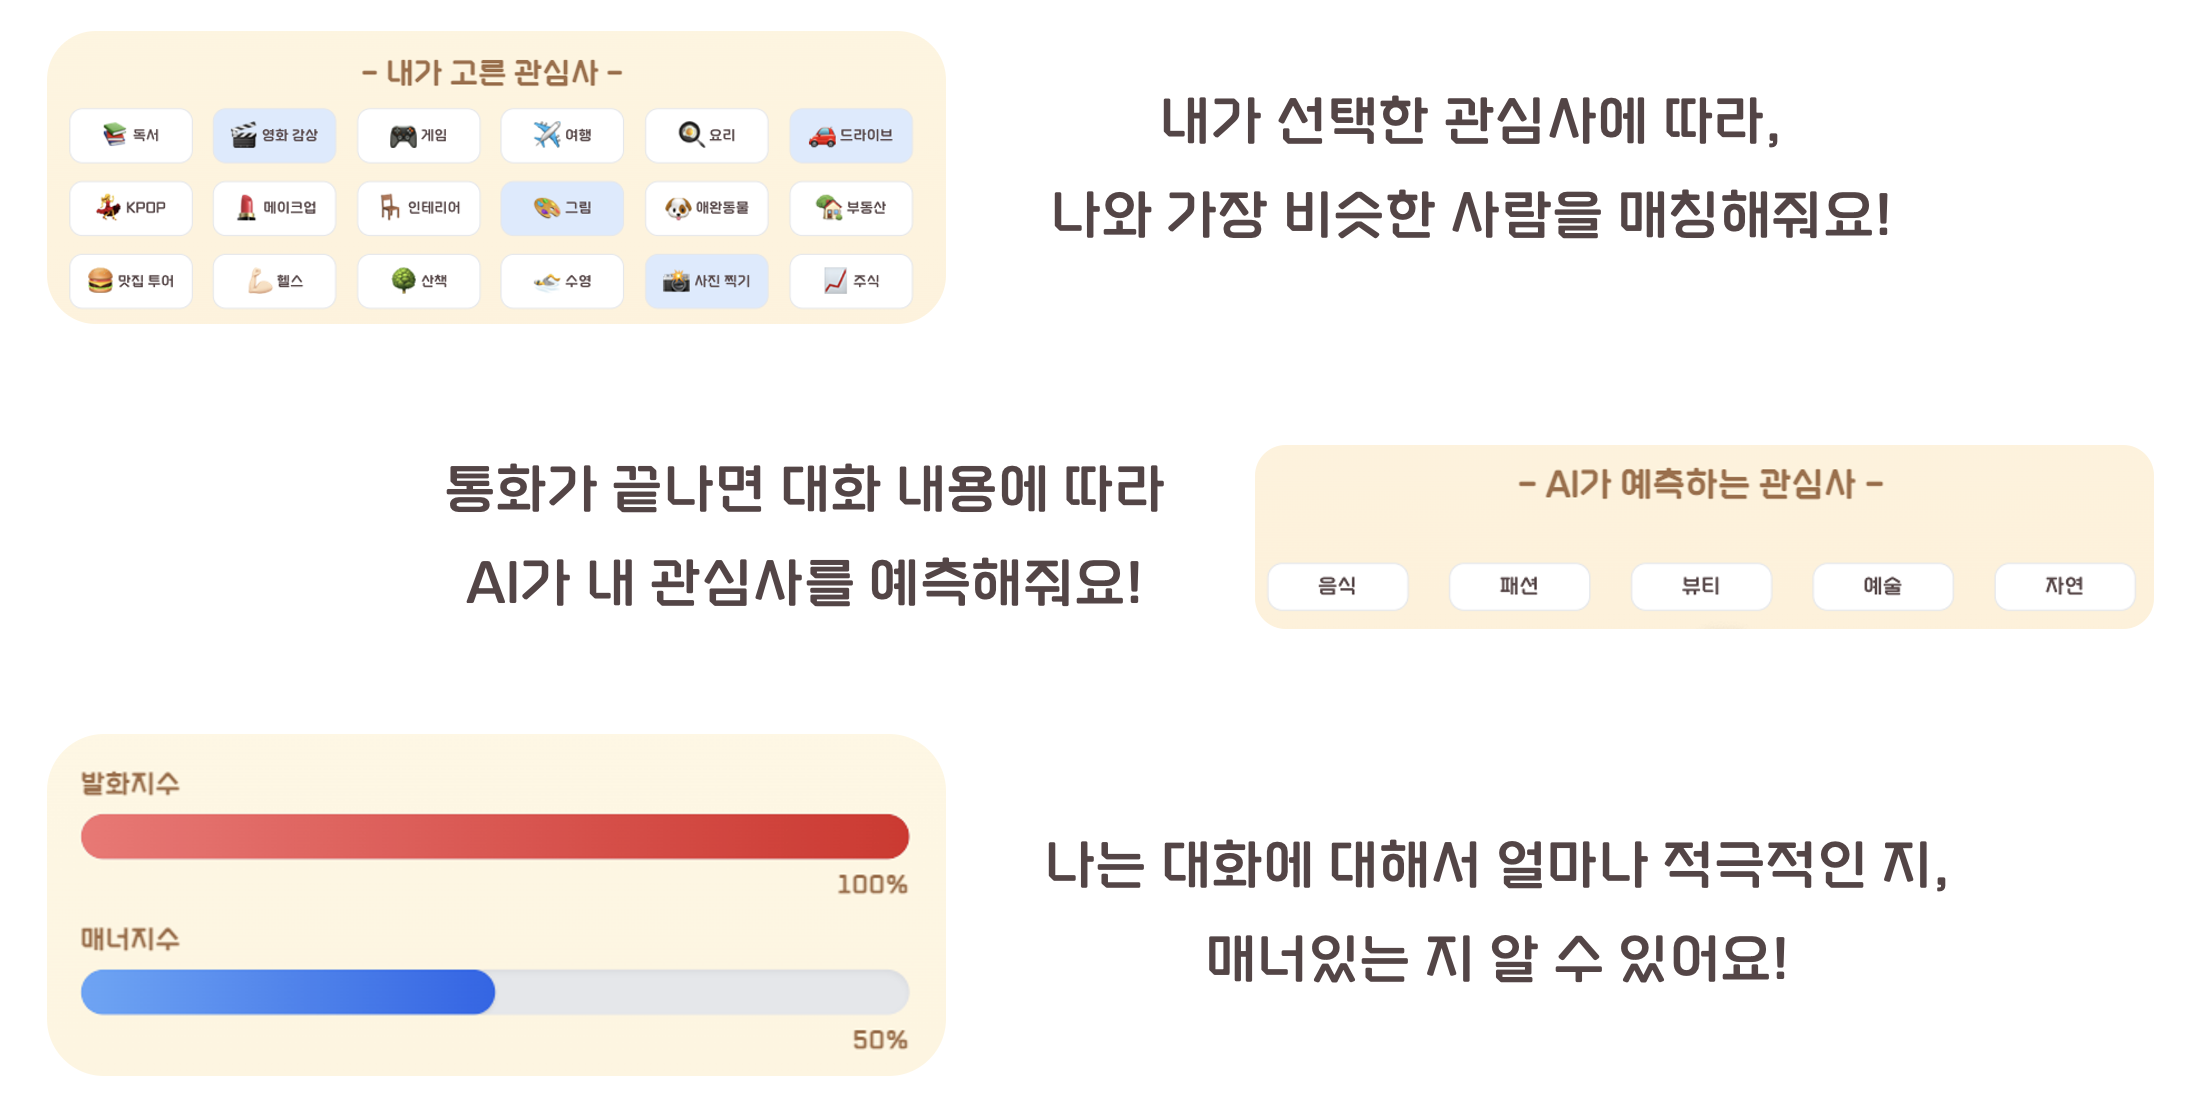 - 내가 고른 관심사 -
독서 영화 감상 게임 여행 요리 드라이브
KPOP 메이크업 인테리어 그림 애완동물 부동산
맛집 투어 헬스 산책 수영 사진 찍기 주식
내가 선택한 관심사에 따라,
나와 가장 비슷한 사람을 매칭해줘요!
통화가 끝나면 대화 내용에 따라
AI가 내 관심사를 예측해줘요!
- AI가 예측하는 관심사 -
음식 패션 뷰티 예술 자연
발화지수
100%
매너지수
50%
나는 대화에 대해서 얼마나 적극적인 지,
매너있는 지 알 수 있어요!